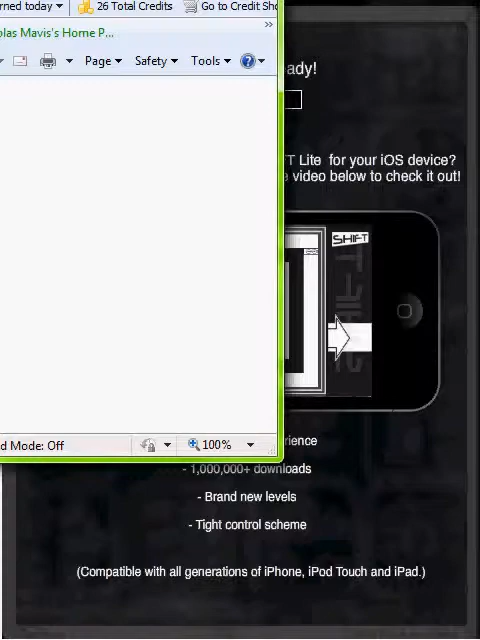 rned today
26 Total Credits
Go to Credit Sho
»
olas Mavis's Home P...
Page
Safety
Tools
ady!
T Lite for your iOS device?
e video below to check it out!
SHIFT
d Mode: Off
100%
rience
- 1,000,000+ downloads
- Brand new levels
- Tight control scheme
(Compatible with all generations of iPhone, iPod Touch and iPad.)